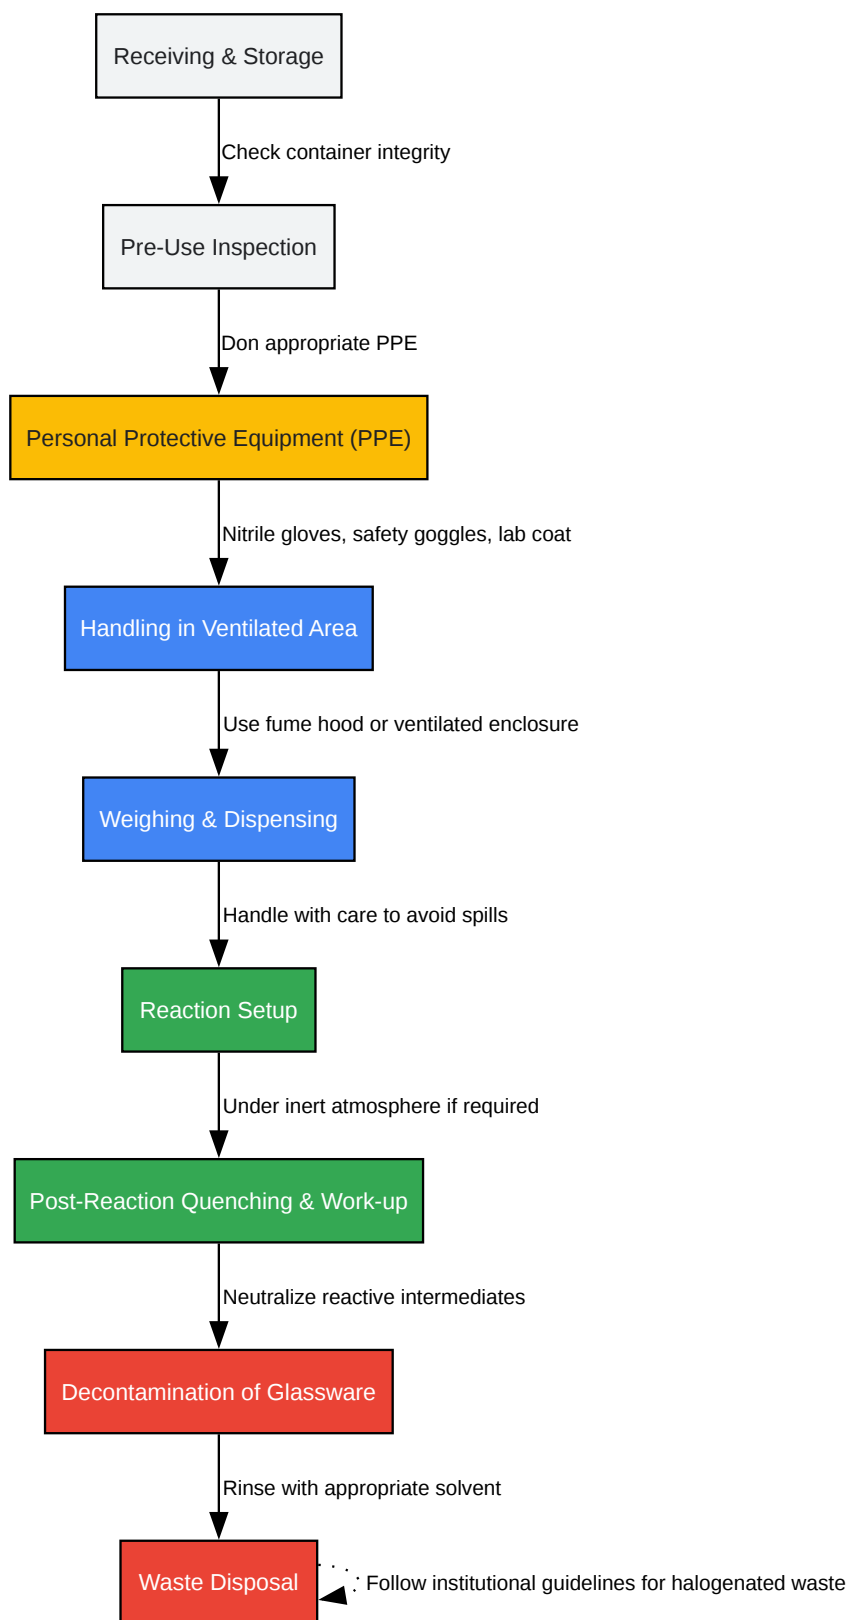 Receiving & Storage
Check container integrity
Pre-Use Inspection
Don appropriate PPE
Personal Protective Equipment (PPE)
Nitrile gloves, safety goggles, lab coat
Handling in Ventilated Area
Use fume hood or ventilated enclosure
Weighing & Dispensing
Handle with care to avoid spills
Reaction Setup
Under inert atmosphere if required
Post-Reaction Quenching & Work-up
Neutralize reactive intermediates
Decontamination of Glassware
Rinse with appropriate solvent
Waste Disposal
Follow institutional guidelines for halogenated waste